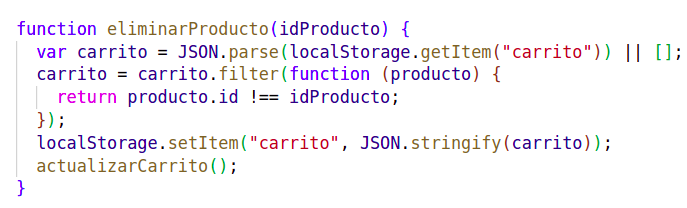 function eliminarProducto(idProducto) {
  var carrito = JSON.parse(localStorage.getItem("carrito")) || [];
  carrito = carrito.filter(function (producto) {
    return producto.id !== idProducto;
  });
  localStorage.setItem("carrito", JSON.stringify(carrito));
  actualizarCarrito();
}